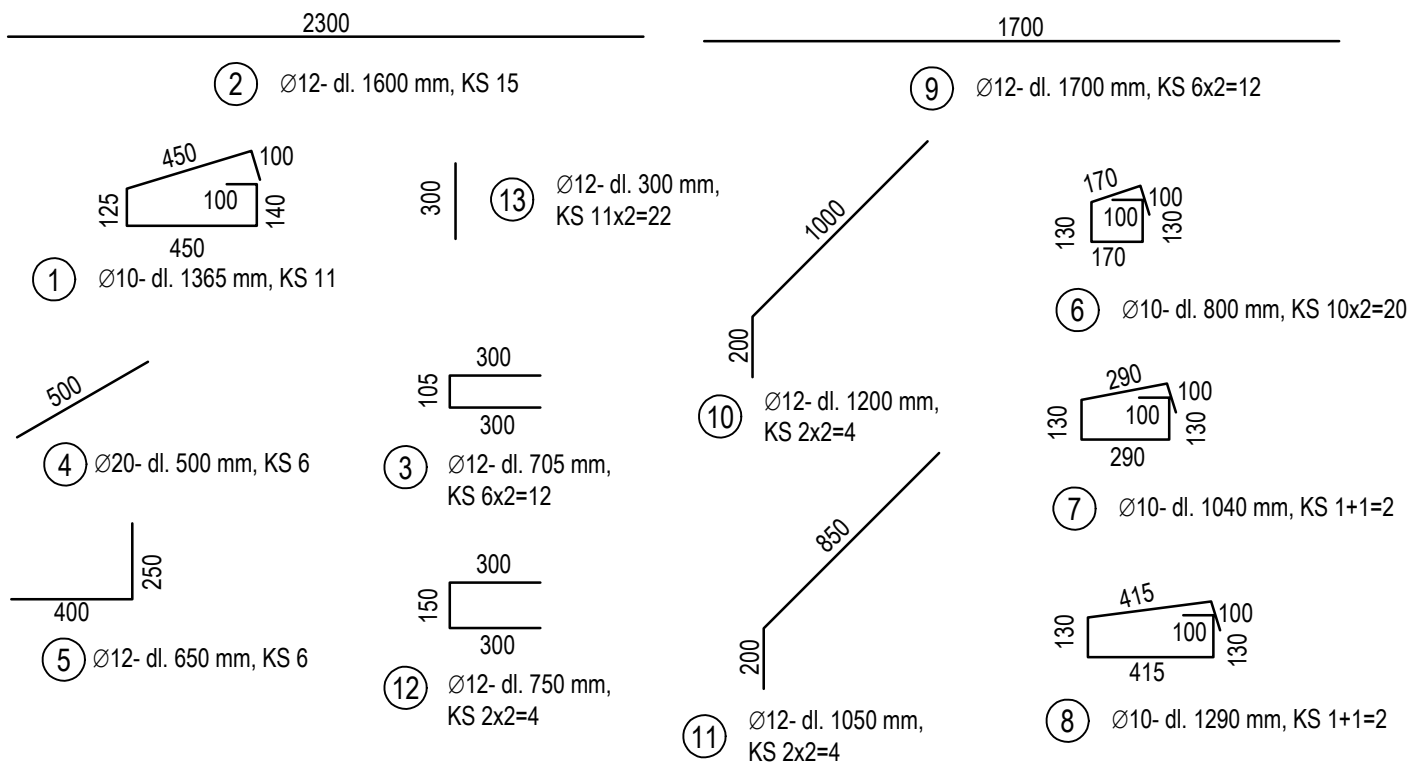 2300
2 Ø12- dl. 1600 mm, KS 15
450
100
125
100
140
450
1 Ø10- dl. 1365 mm, KS 11
300
13 Ø12- dl. 300 mm,
KS 11x2=22
500
4 Ø20- dl. 500 mm, KS 6
300
105
300
3 Ø12- dl. 705 mm,
KS 6x2=12
250
400
5 Ø12- dl. 650 mm, KS 6
300
150
300
12 Ø12- dl. 750 mm,
KS 2x2=4
1700
9 Ø12- dl. 1700 mm, KS 6x2=12
1000
200
10 Ø12- dl. 1200 mm,
KS 2x2=4
850
200
11 Ø12- dl. 1050 mm,
KS 2x2=4
170
100
130
100
130
170
6 Ø10- dl. 800 mm, KS 10x2=20
290
100
130
100
130
290
7 Ø10- dl. 1040 mm, KS 1+1=2
415
100
130
100
130
415
8 Ø10- dl. 1290 mm, KS 1+1=2